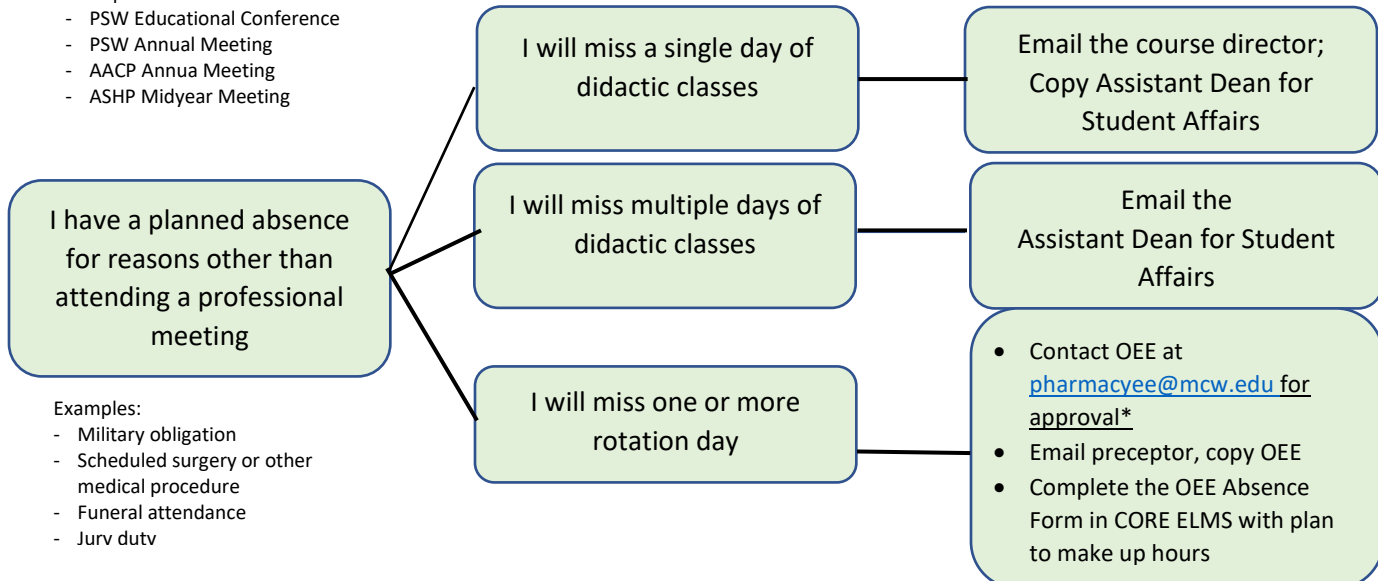 - PSW Educational Conference
- PSW Annual Meeting
- AACP Annua Meeting
- ASHP Midyear Meeting
I will miss a single day of
didactic classes
Email the course director;
Copy Assistant Dean for
Student Affairs
I have a planned absence
for reasons other than
attending a professional
meeting
I will miss multiple days of
didactic classes
Email the
Assistant Dean for Student
Affairs
Examples:
- Military obligation
- Scheduled surgery or other
medical procedure
- Funeral attendance
- Jury duty
I will miss one or more
rotation day
• Contact OEE at
pharmacyee@mcw.edu for
approval*
• Email preceptor, copy OEE
• Complete the OEE Absence
Form in CORE ELMS with plan
to make up hours